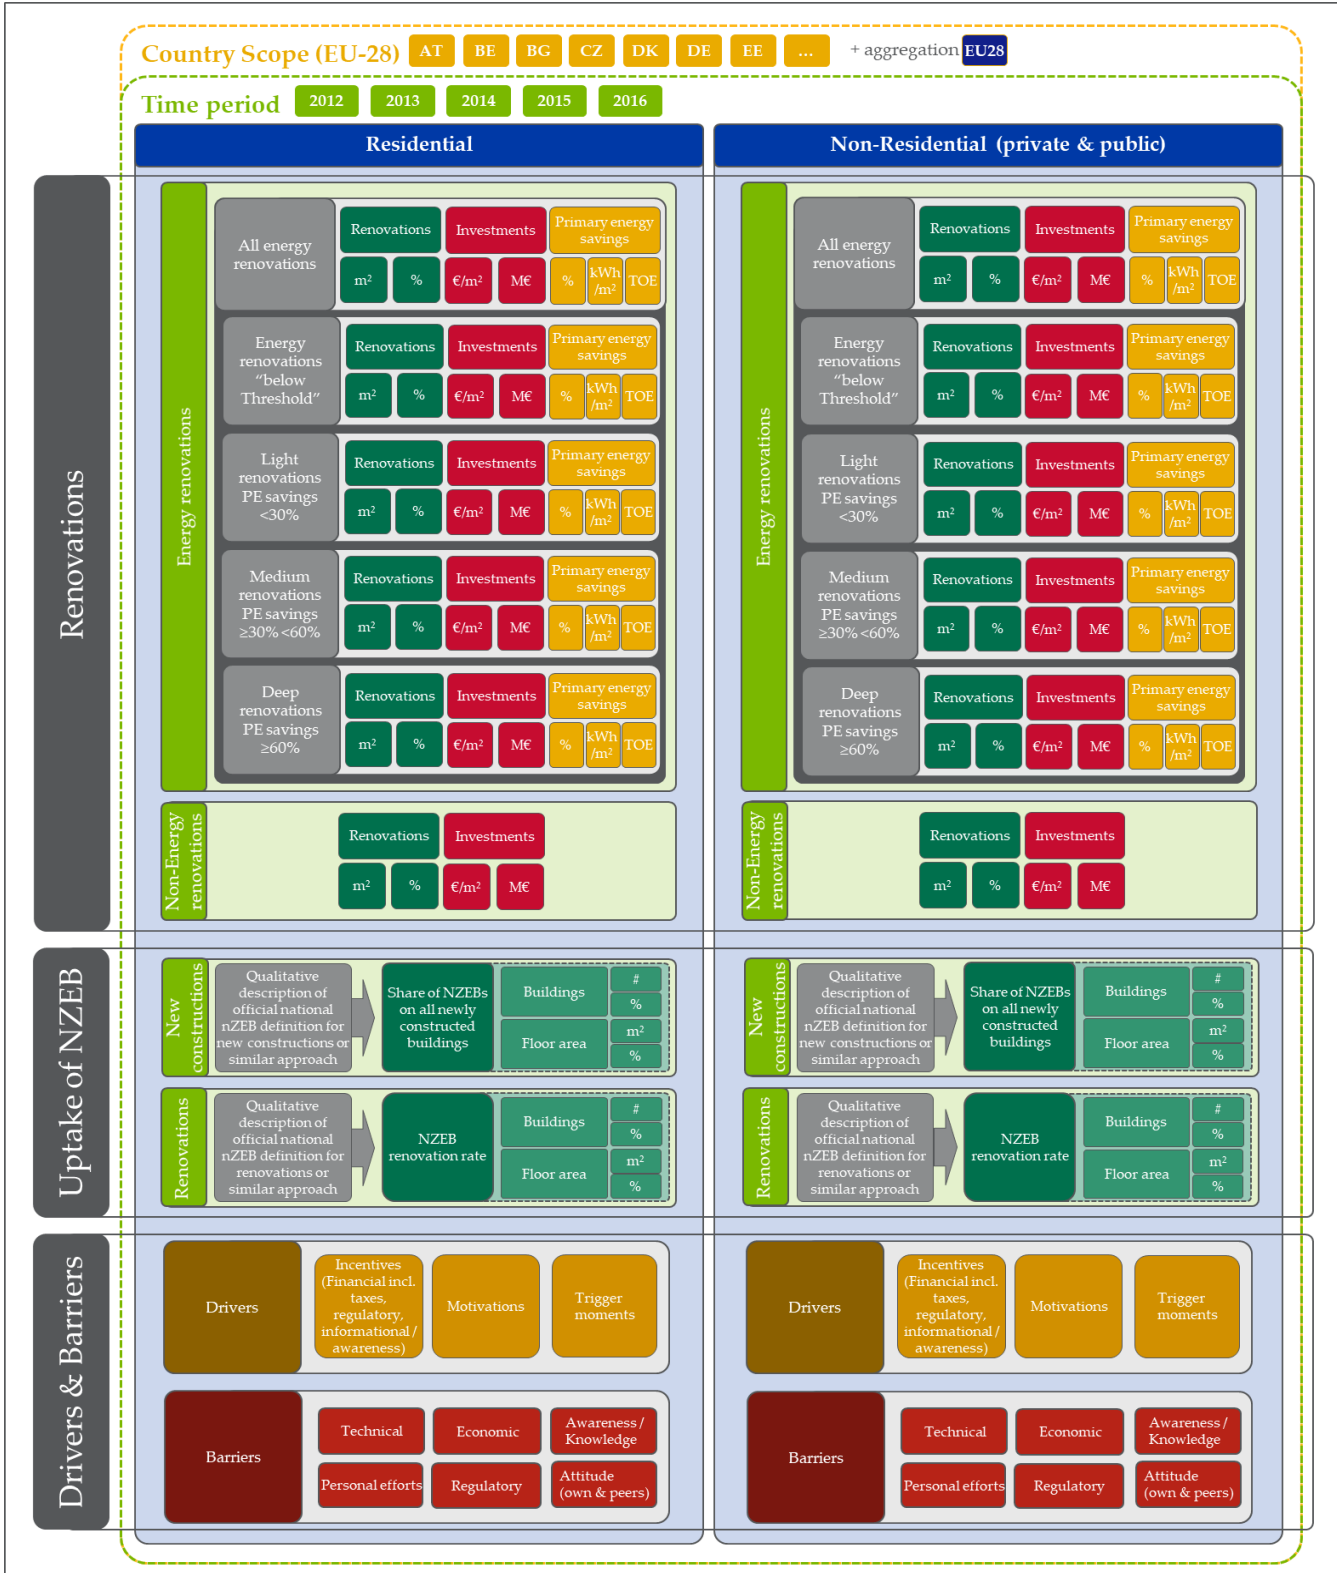 Country Scope (EU-28) AT BE BG CZ DK DE EE ... + aggregation EU28
Time period 2012 2013 2014 2015 2016
Residential
Non-Residential (private & public)
Renovations
Energy renovations
All energy
renovations
Renovations Investments Primary energy
savings
m² % €/m² M€ % kWh
/m² TOE
Energy
renovations
“below
Threshold”
Renovations Investments Primary energy
savings
m² % €/m² M€ % kWh
/m² TOE
Light
renovations
PE savings
<30%
Renovations Investments Primary energy
savings
m² % €/m² M€ % kWh
/m² TOE
Medium
renovations
PE savings
≥30% <60%
Renovations Investments Primary energy
savings
m² % €/m² M€ % kWh
/m² TOE
Deep
renovations
PE savings
≥60%
Renovations Investments Primary energy
savings
m² % €/m² M€ % kWh
/m² TOE
Non-Energy
renovations
Renovations Investments
m² % €/m² M€
Energy renovations
All energy
renovations
Renovations Investments Primary energy
savings
m² % €/m² M€ % kWh
/m² TOE
Energy
renovations
“below
Threshold”
Renovations Investments Primary energy
savings
m² % €/m² M€ % kWh
/m² TOE
Light
renovations
PE savings
<30%
Renovations Investments Primary energy
savings
m² % €/m² M€ % kWh
/m² TOE
Medium
renovations
PE savings
≥30% <60%
Renovations Investments Primary energy
savings
m² % €/m² M€ % kWh
/m² TOE
Deep
renovations
PE savings
≥60%
Renovations Investments Primary energy
savings
m² % €/m² M€ % kWh
/m² TOE
Non-Energy
renovations
Renovations Investments
m² % €/m² M€
Uptake of NZEB
New
constructions
Qualitative
description of
official national
nZEB definition for
new constructions or
similar approach
Share of NZEBs
on all newly
constructed
buildings
Buildings
#
%
Floor area
m²
%
Renovations
Qualitative
description of
official national
nZEB definition for
renovations or
similar approach
NZEB
renovation rate
Buildings
#
%
Floor area
m²
%
New
constructions
Qualitative
description of
official national
nZEB definition for
new constructions or
similar approach
Share of NZEBs
on all newly
constructed
buildings
Buildings
#
%
Floor area
m²
%
Renovations
Qualitative
description of
official national
nZEB definition for
renovations or
similar approach
NZEB
renovation rate
Buildings
#
%
Floor area
m²
%
Drivers & Barriers
Drivers
Incentives
(Financial incl.
taxes,
regulatory,
informational /
awareness)
Motivations
Trigger
moments
Barriers
Technical
Economic
Awareness /
Knowledge
Personal efforts
Regulatory
Attitude
(own & peers)
Drivers
Incentives
(Financial incl.
taxes,
regulatory,
informational /
awareness)
Motivations
Trigger
moments
Barriers
Technical
Economic
Awareness /
Knowledge
Personal efforts
Regulatory
Attitude
(own & peers)